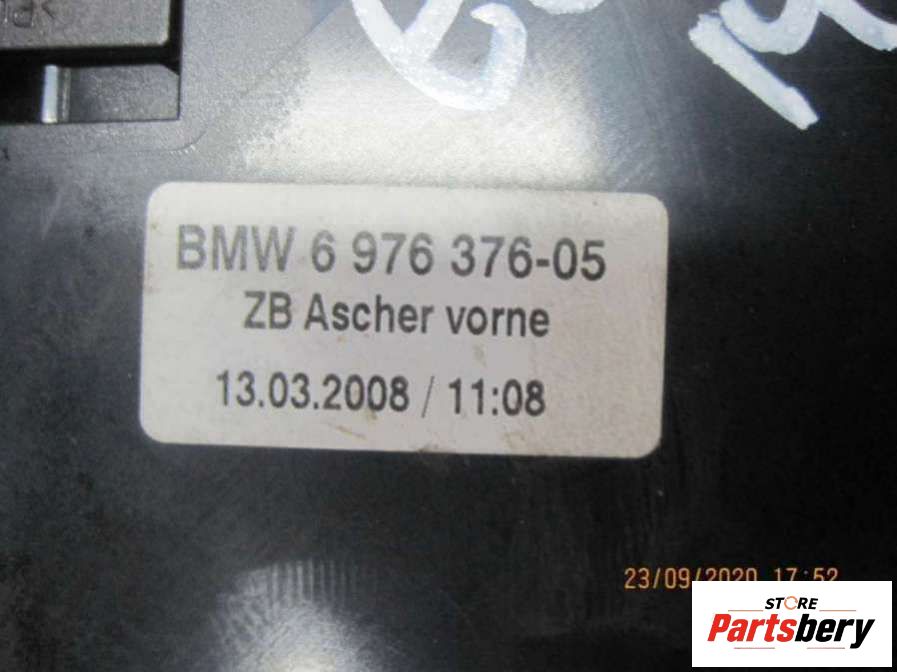 BMW 6 976 376-05
ZB Ascher vorne
13.03.2008 / 11:08
23/09/2020 17:52
STORE
Partsbery